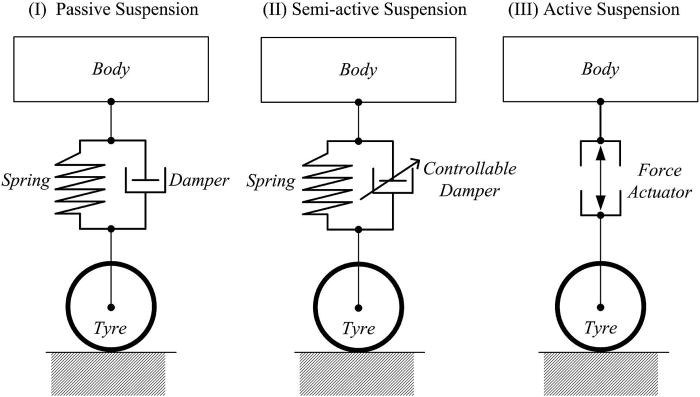 (I) Passive Suspension
(II) Semi-active Suspension
(III) Active Suspension
Body
Body
Body
Spring
Damper
Spring
Controllable
Damper
Force
Actuator
Tyre
Tyre
Tyre